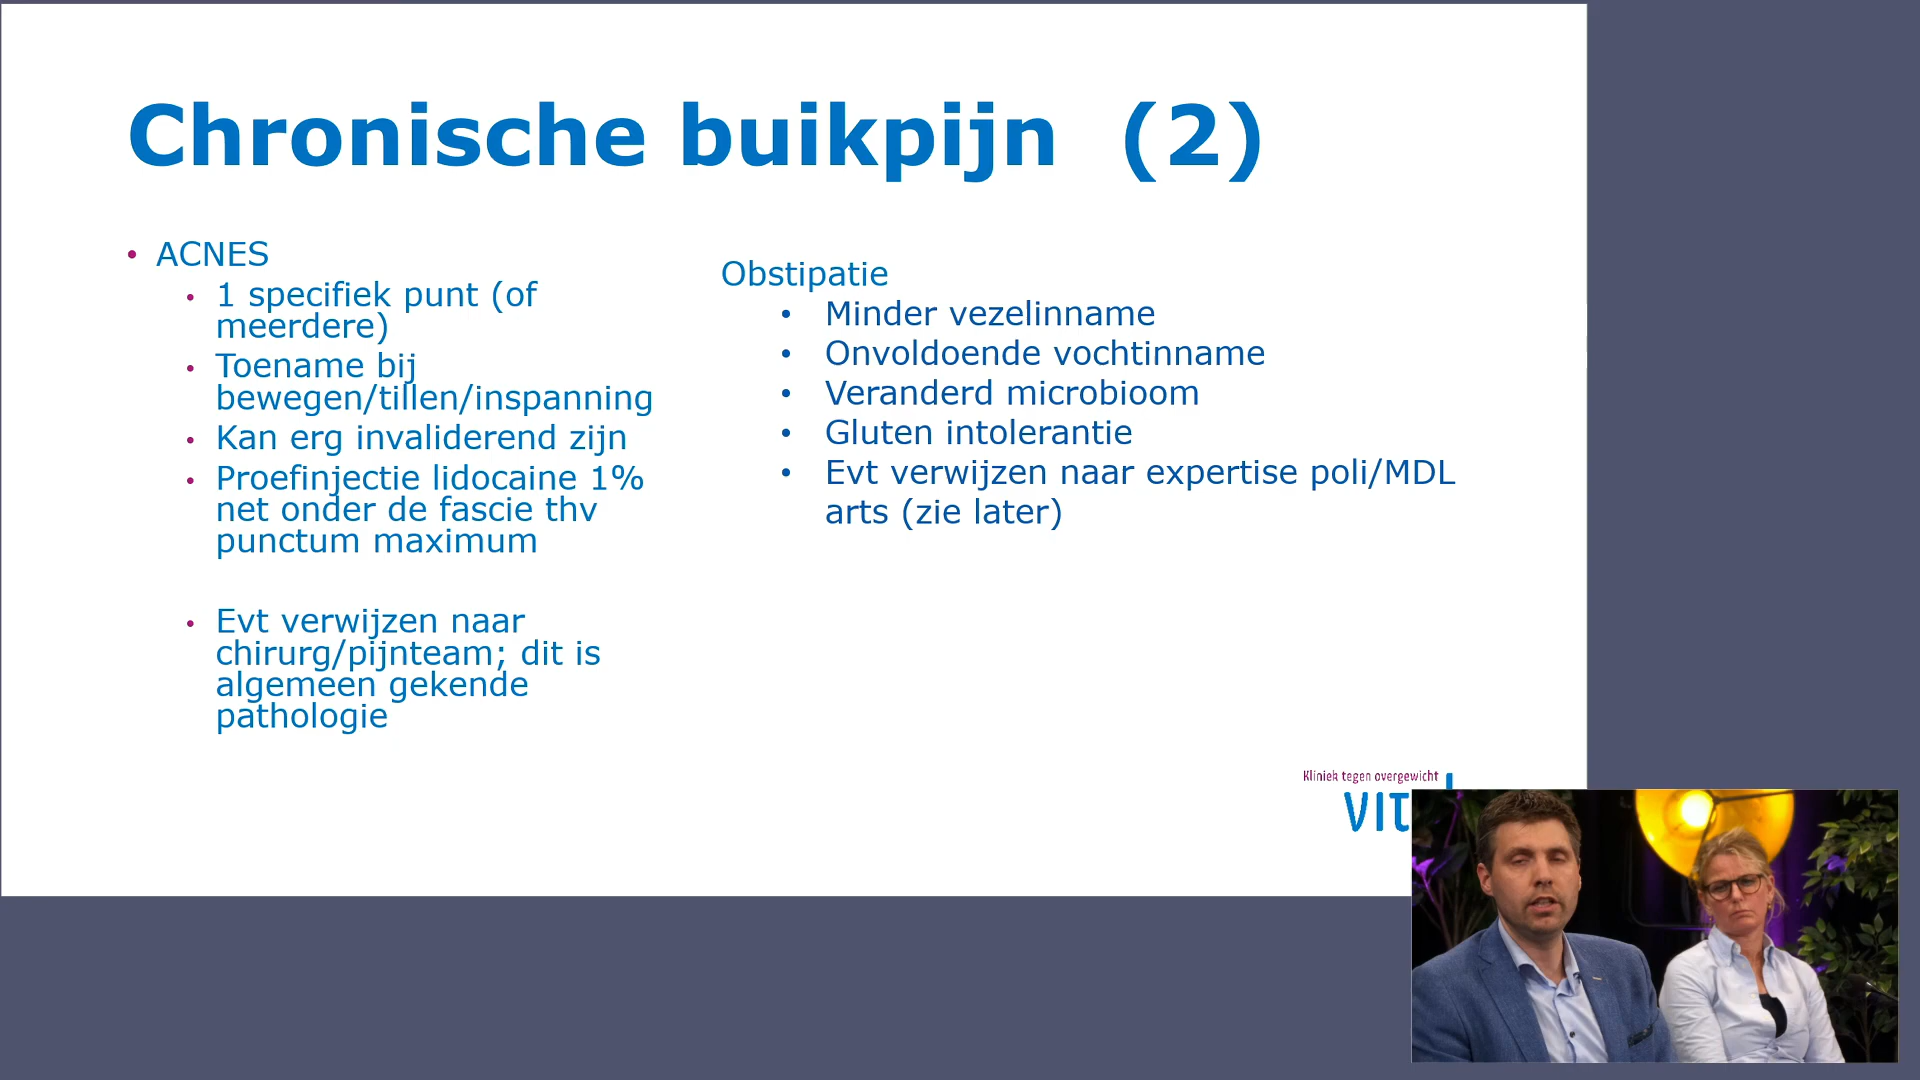 Chronische buikpijn (2)
• ACNES
• 1 specifiek punt (of
meerdere)
• Toename bij
bewegen/tillen/inspanning
• Kan erg invaliderend zijn
• Proefinjectie lidocaine 1%
net onder de fascie thv
punctum maximum
• Evt verwijzen naar
chirurg/pijnteam; dit is
algemeen gekende
pathologie
Obstipatie
• Minder vezelinname
• Onvoldoende vochtinname
• Veranderd microbioom
• Gluten intolerantie
• Evt verwijzen naar expertise poli/MDL
arts (zie later)
Kliniek tegen overgewicht